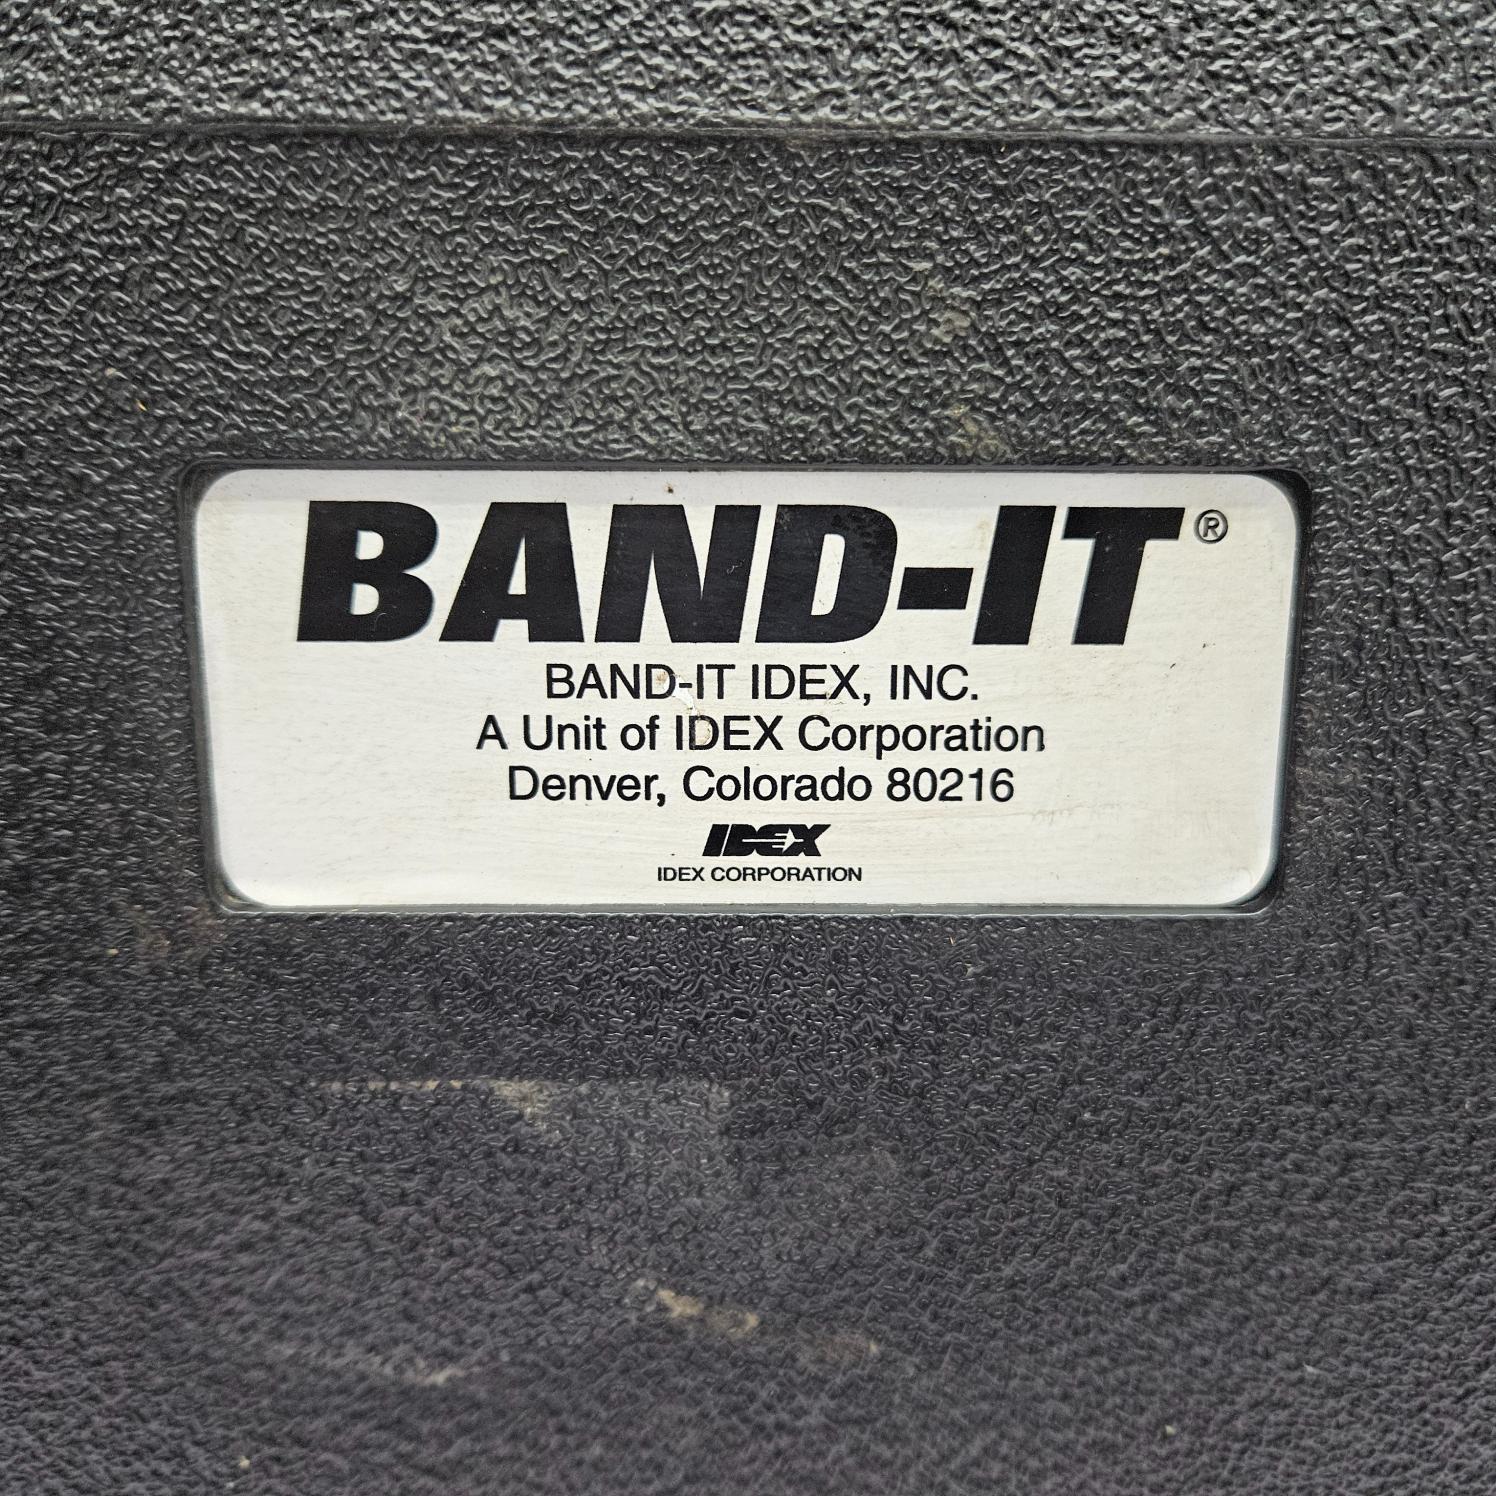 BAND-IT®
BAND-IT IDEX, INC.
A Unit of IDEX Corporation
Denver, Colorado 80216
IDEX
IDEX CORPORATION